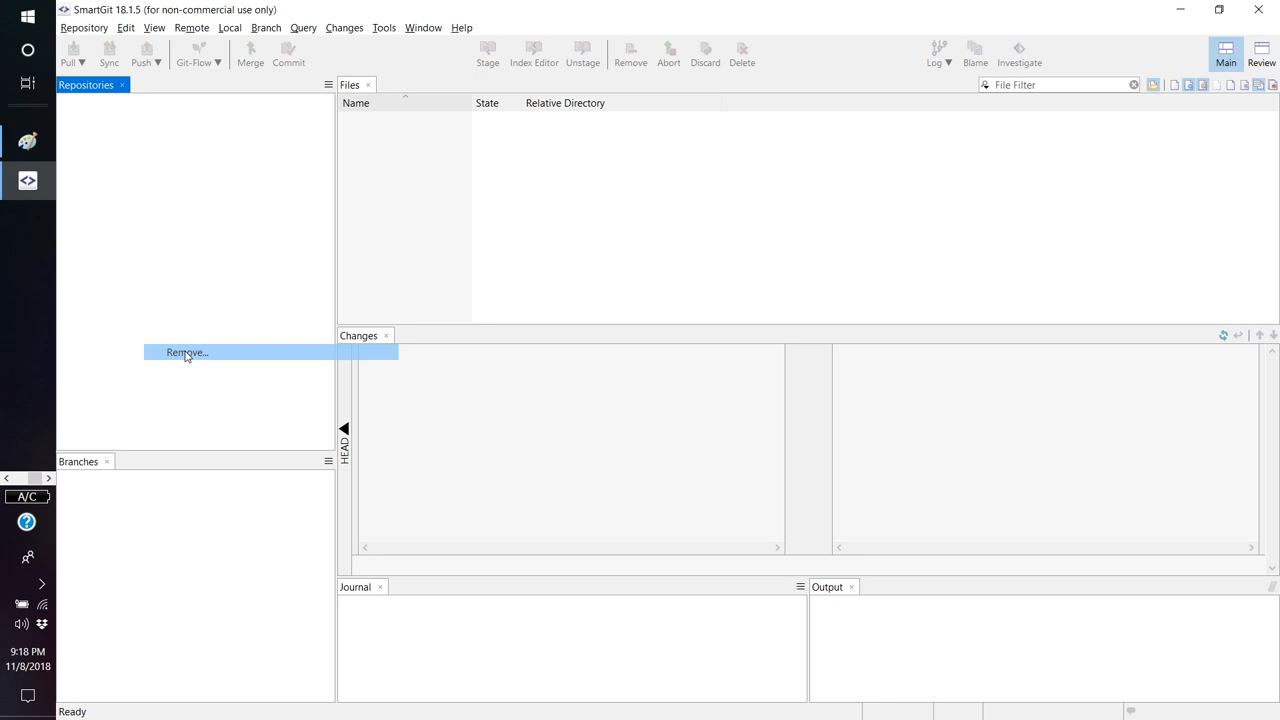 SmartGit 18.1.5 (for non-commercial use only)
Repository Edit View Remote Local Branch Query Changes Tools Window Help
Pull Sync Push Git-Flow Merge Commit Stage Index Editor Unstage Remove Abort Discard Delete Log Blame Investigate Main Review
Repositories
Files
File Filter
Name State Relative Directory
Remove...
Changes
HEAD
Branches
A/C
Journal
Output
9:18 PM
11/8/2018
Ready